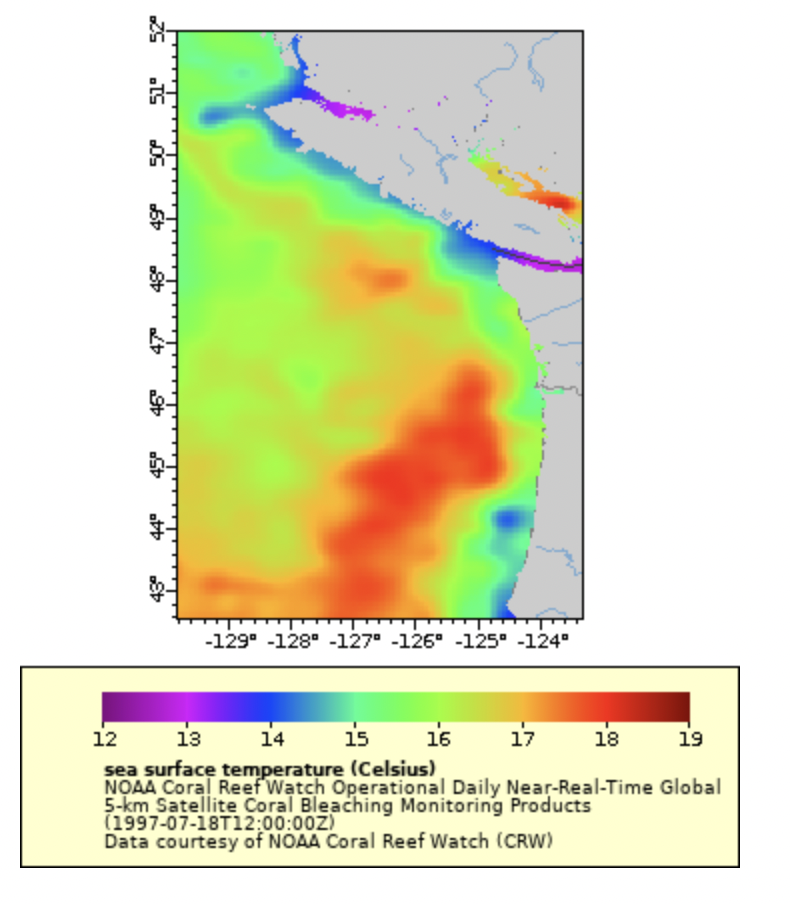 52°
51°
50°
49°
48°
47°
46°
45°
44°
43°
-129° -128° -127° -126° -125° -124°
12 13 14 15 16 17 18 19
sea surface temperature (Celsius)
NOAA Coral Reef Watch Operational Daily Near-Real-Time Global
5-km Satellite Coral Bleaching Monitoring Products
(1997-07-18T12:00:00Z)
Data courtesy of NOAA Coral Reef Watch (CRW)